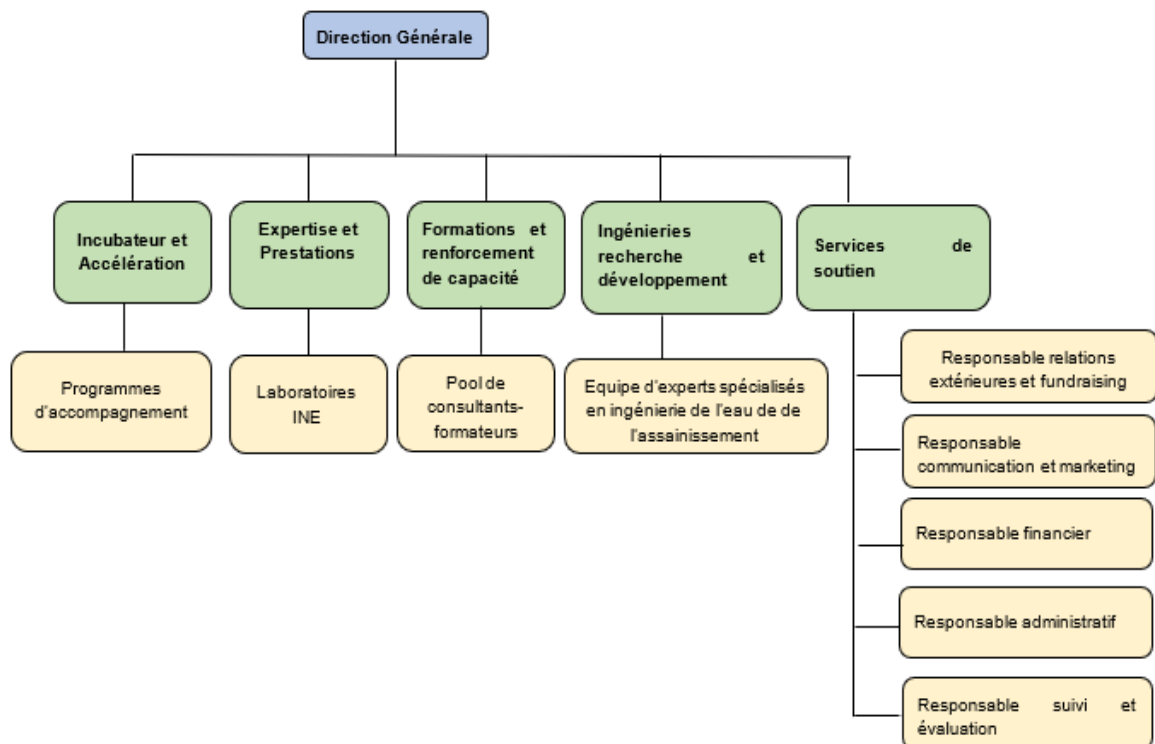 Direction Générale
Incubateur et
Accélération
Expertise et
Prestations
Formations et
renforcement
de capacité
Ingénieries
recherche et
développement
Services de
soutien
Programmes
d'accompagnement
Laboratoires
INE
Pool de
consultants-
formateurs
Equipe d'experts spécialisés
en ingénierie de l'eau de de
l'assainissement
Responsable relations
extérieures et fundraising
Responsable
communication et marketing
Responsable financier
Responsable administratif
Responsable suivi et
évaluation